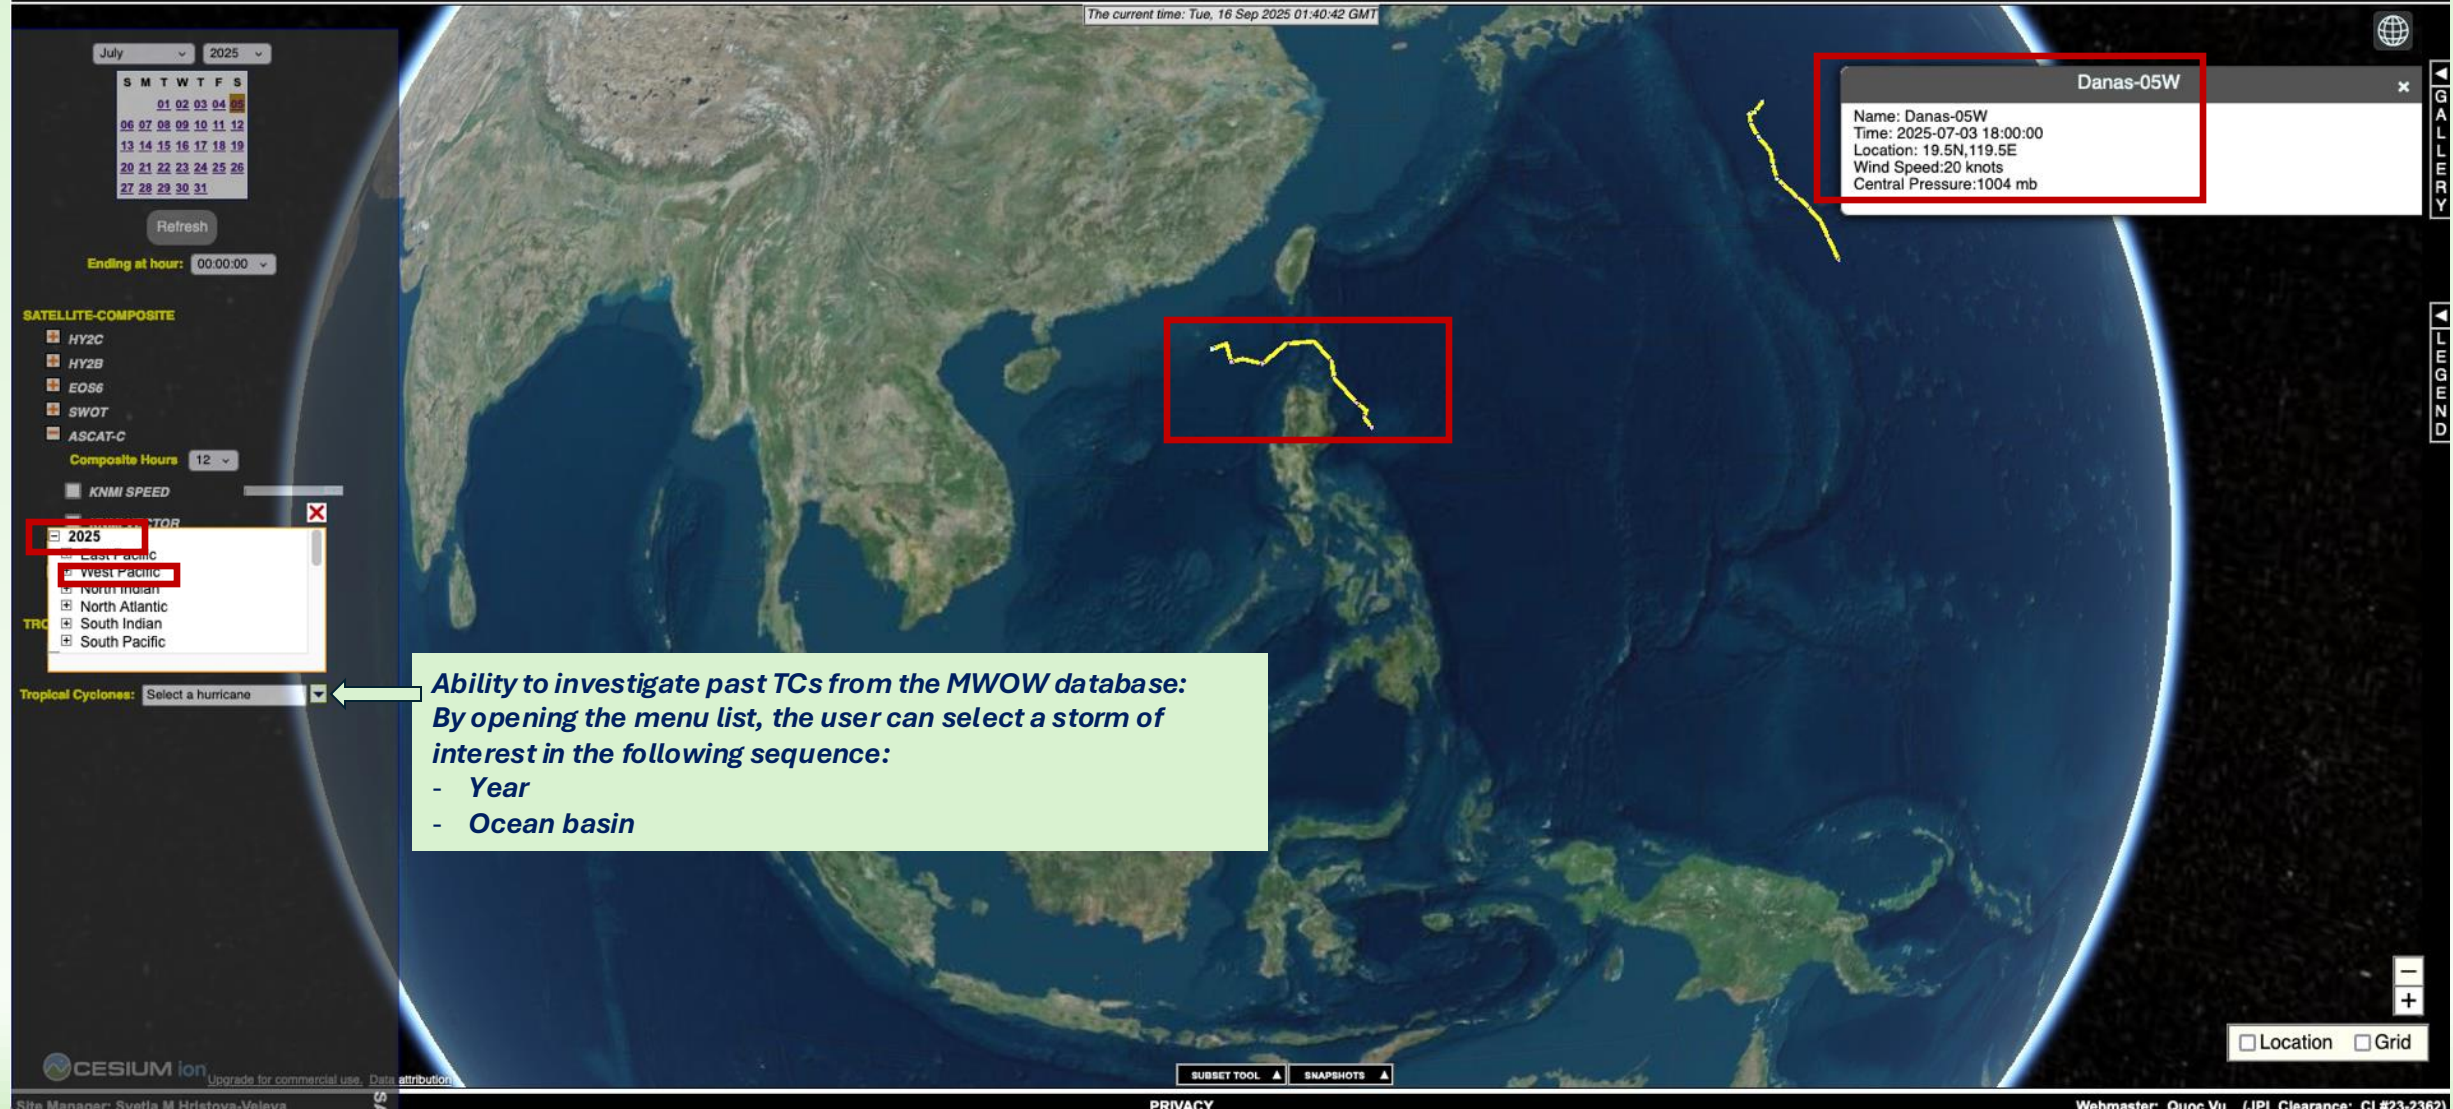 The current time: Tue, 16 Sep 2025 01:40:42 GMT
July 2025
S M T W T F S
01 02 03 04 05
06 07 08 09 10 11 12
13 14 15 16 17 18 19
20 21 22 23 24 25 26
27 28 29 30 31
Refresh
Ending at hour: 00:00:00
SATELLITE-COMPOSITE
HY2C
HY2B
EOS6
SWOT
ASCAT-C
Composite Hours 12
KNMI SPEED
2025
East Pacific
West Pacific
North Indian
North Atlantic
South Indian
South Pacific
Tropical Cyclones: Select a hurricane
Danas-05W
Name: Danas-05W
Time: 2025-07-03 18:00:00
Location: 19.5N,119.5E
Wind Speed:20 knots
Central Pressure:1004 mb
GALLERY
LEGEND
Ability to investigate past TCs from the MWOW database:
By opening the menu list, the user can select a storm of
interest in the following sequence:
- Year
- Ocean basin
Location Grid
CESIUM ion
Upgrade for commercial use. Data attribution
SUBSET TOOL SNAPSHOTS
Site Manager: Svetla M Hristova-Veleva
PRIVACY
Webmaster: Quoc Vu (JPL Clearance: CL#23-2362)